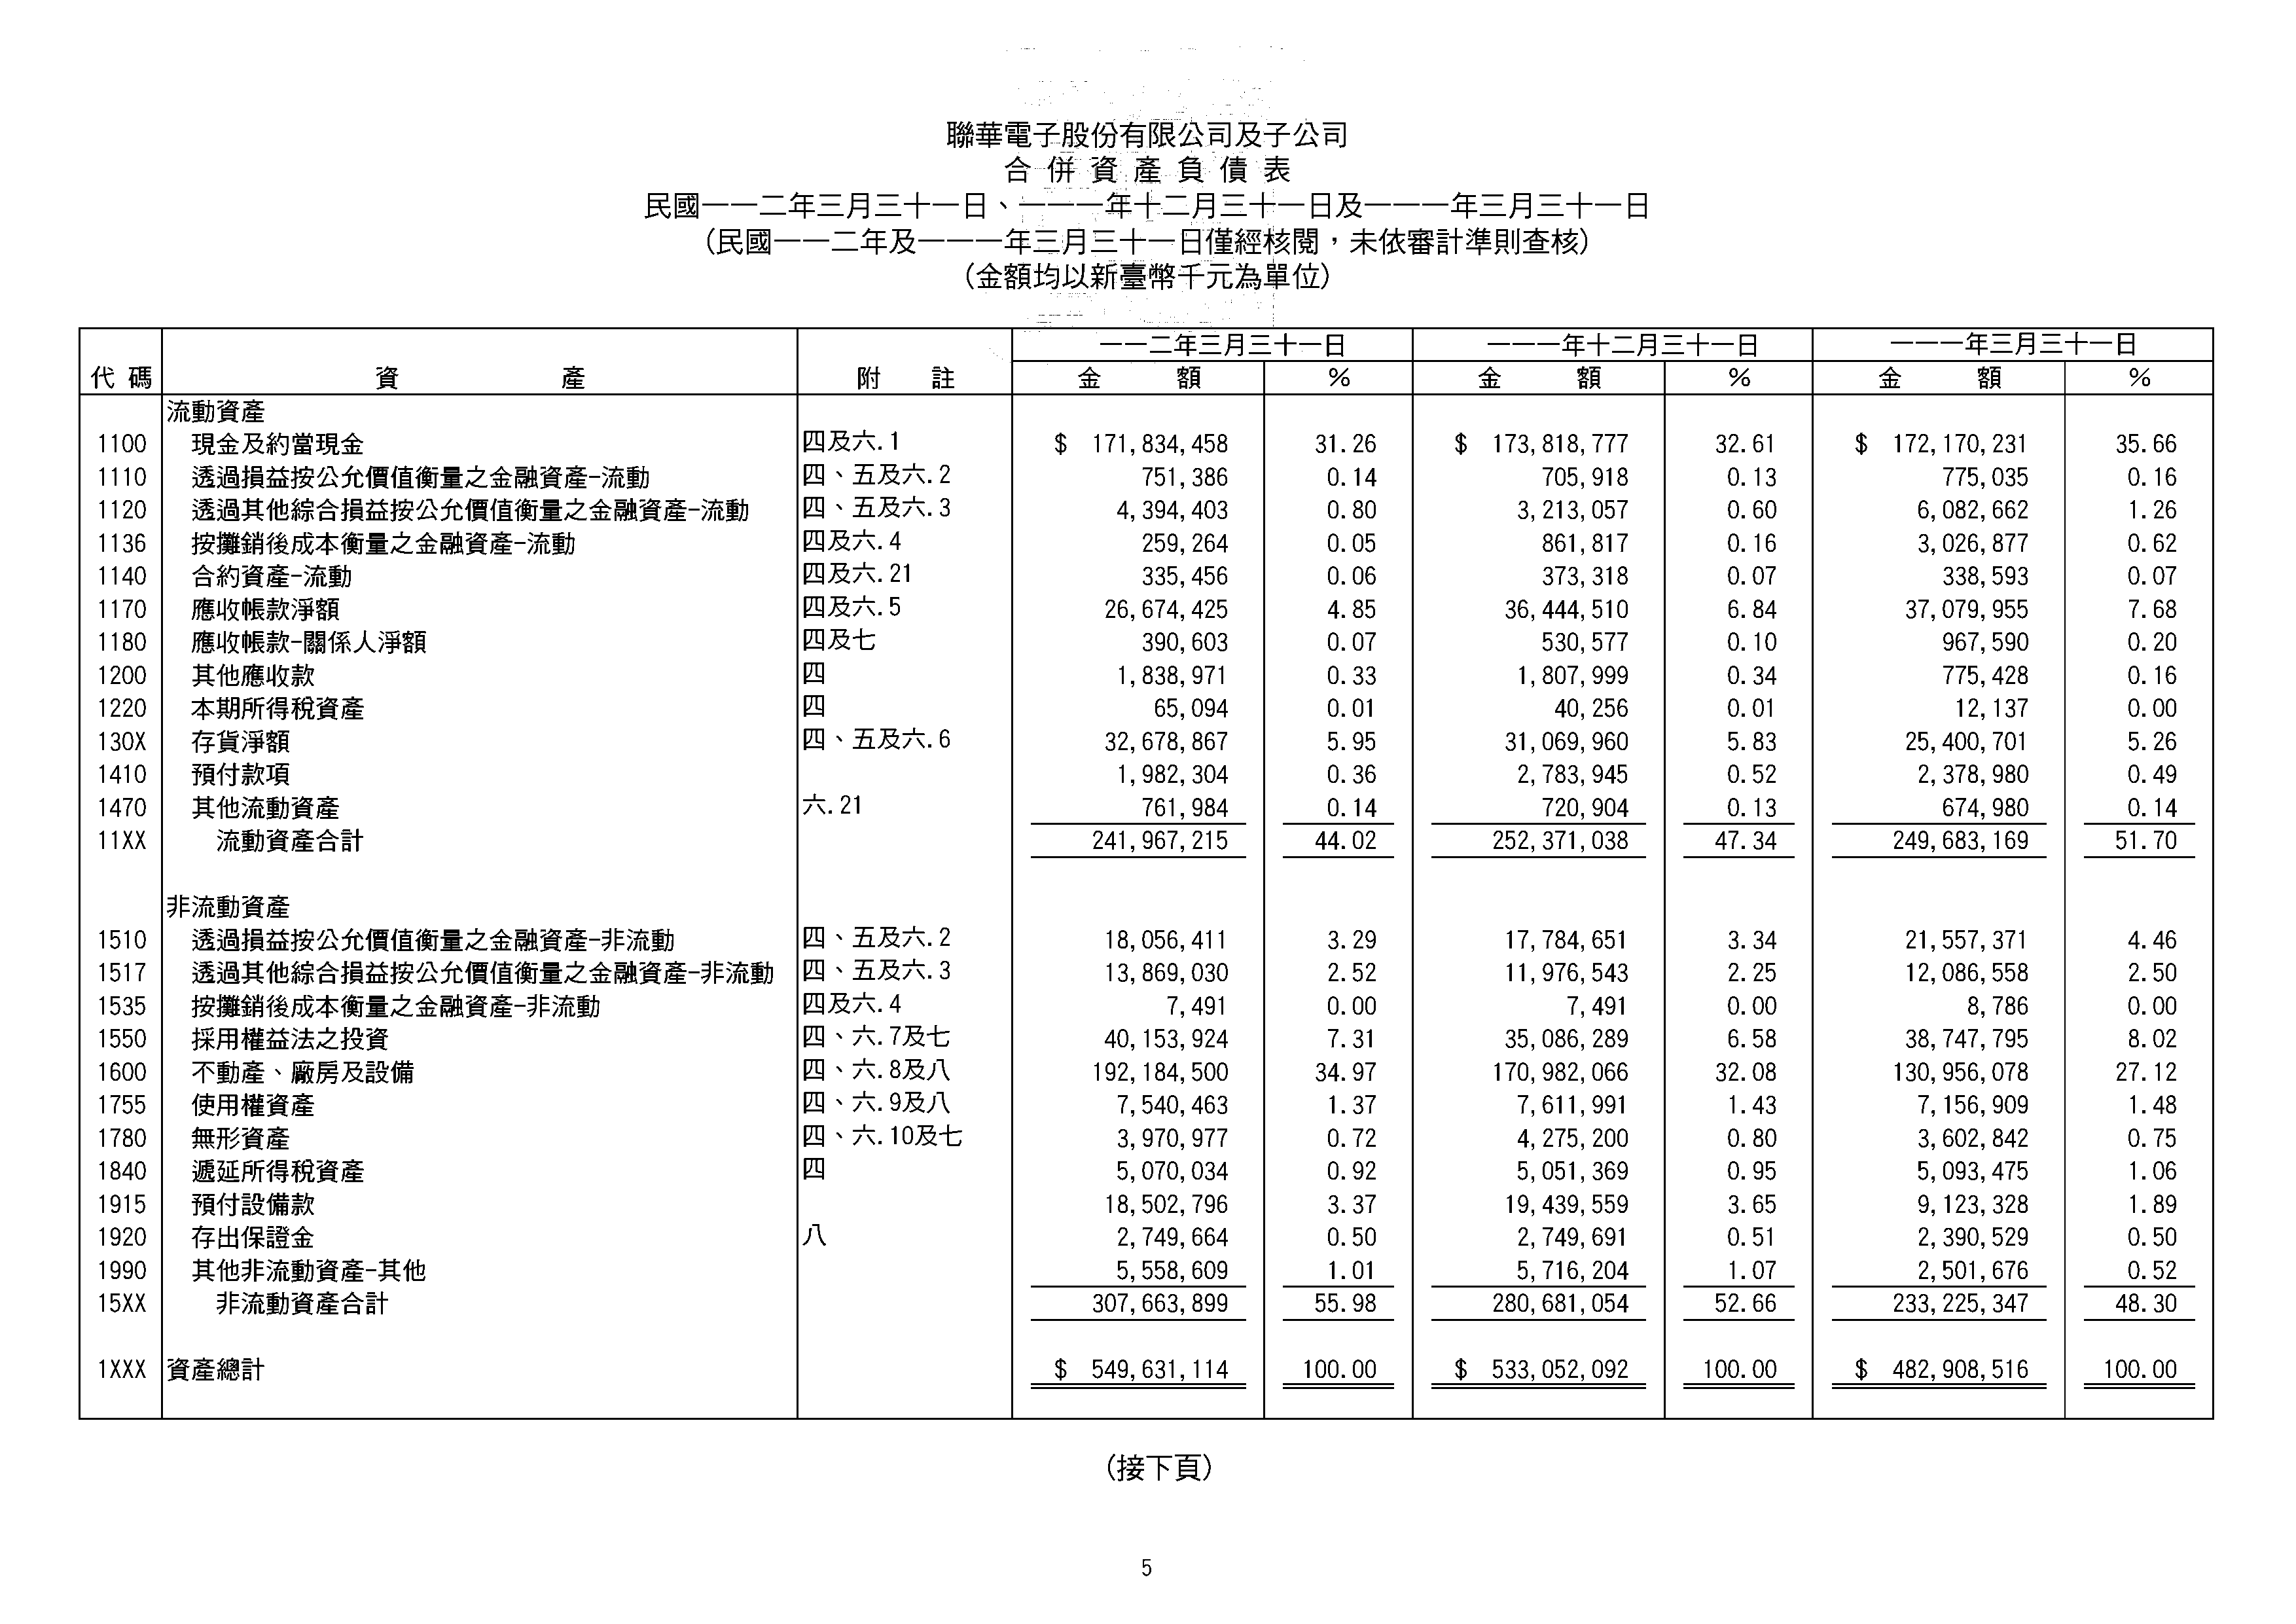 聯華電子股份有限公司及子公司
合併資產負債表
民國一一二年三月三十一日、一一一年十二月三十一日及一一一年三月三十一日
(民國一一二年及一一一年三月三十一日僅經核閱，未依審計準則查核)
(金額均以新臺幣千元為單位)
一一二年三月三十一日 一一一年十二月三十一日 一一一年三月三十一日
代碼 資產 附註 金額 % 金額 % 金額 %
流動資產
1100 現金及約當現金 四及六.1 $ 171,834,458 31.26 $ 173,818,777 32.61 $ 172,170,231 35.66
1110 透過損益按公允價值衡量之金融資產-流動 四、五及六.2 751,386 0.14 705,918 0.13 775,035 0.16
1120 透過其他綜合損益按公允價值衡量之金融資產-流動 四、五及六.3 4,394,403 0.80 3,213,057 0.60 6,082,662 1.26
1136 按攤銷後成本衡量之金融資產-流動 四及六.4 259,264 0.05 861,817 0.16 3,026,877 0.62
1140 合約資產-流動 四及六.21 335,456 0.06 373,318 0.07 338,593 0.07
1170 應收帳款淨額 四及六.5 26,674,425 4.85 36,444,510 6.84 37,079,955 7.68
1180 應收帳款-關係人淨額 四及七 390,603 0.07 530,577 0.10 967,590 0.20
1200 其他應收款 四 1,838,971 0.33 1,807,999 0.34 775,428 0.16
1220 本期所得稅資產 四 65,094 0.01 40,256 0.01 12,137 0.00
130X 存貨淨額 四、五及六.6 32,678,867 5.95 31,069,960 5.83 25,400,701 5.26
1410 預付款項 1,982,304 0.36 2,783,945 0.52 2,378,980 0.49
1470 其他流動資產 六.21 761,984 0.14 720,904 0.13 674,980 0.14
11XX 流動資產合計 241,967,215 44.02 252,371,038 47.34 249,683,169 51.70
非流動資產
1510 透過損益按公允價值衡量之金融資產-非流動 四、五及六.2 18,056,411 3.29 17,784,651 3.34 21,557,371 4.46
1517 透過其他綜合損益按公允價值衡量之金融資產-非流動 四、五及六.3 13,869,030 2.52 11,976,543 2.25 12,086,558 2.50
1535 按攤銷後成本衡量之金融資產-非流動 四及六.4 7,491 0.00 7,491 0.00 8,786 0.00
1550 採用權益法之投資 四、六.7及七 40,153,924 7.31 35,086,289 6.58 38,747,795 8.02
1600 不動產、廠房及設備 四、六.8及八 192,184,500 34.97 170,982,066 32.08 130,956,078 27.12
1755 使用權資產 四、六.9及八 7,540,463 1.37 7,611,991 1.43 7,156,909 1.48
1780 無形資產 四、六.10及七 3,970,977 0.72 4,275,200 0.80 3,602,842 0.75
1840 遞延所得稅資產 四 5,070,034 0.92 5,051,369 0.95 5,093,475 1.06
1915 預付設備款 18,502,796 3.37 19,439,559 3.65 9,123,328 1.89
1920 存出保證金 八 2,749,664 0.50 2,749,691 0.51 2,390,529 0.50
1990 其他非流動資產-其他 5,558,609 1.01 5,716,204 1.07 2,501,676 0.52
15XX 非流動資產合計 307,663,899 55.98 280,681,054 52.66 233,225,347 48.30
1XXX 資產總計 $ 549,631,114 100.00 $ 533,052,092 100.00 $ 482,908,516 100.00
(接下頁)
5